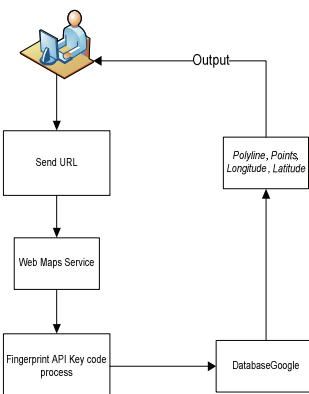 Output
Send URL
Polyline, Points,
Longitude, Latitude
Web Maps Service
Fingerprint API Key code
process
DatabaseGoogle